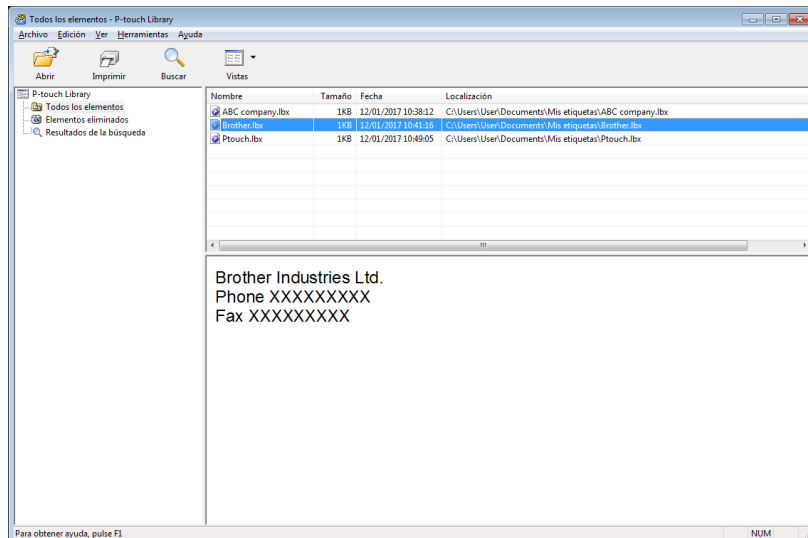 Todos los elementos - P-touch Library
Archivo Edición Ver Herramientas Ayuda
Abrir Imprimir Buscar Vistas
P-touch Library
Todos los elementos
Elementos eliminados
Resultados de la búsqueda
Nombre Tamaño Fecha Localización
ABC company.lbx 1KB 12/01/2017 10:38:12 C:\Users\User\Documents\Mis etiquetas\ABC company.lbx
Brother.lbx 1KB 12/01/2017 10:41:16 C:\Users\User\Documents\Mis etiquetas\Brother.lbx
Ptouch.lbx 1KB 12/01/2017 10:49:05 C:\Users\User\Documents\Mis etiquetas\Ptouch.lbx
Brother Industries Ltd.
Phone XXXXXXXXX
Fax XXXXXXXXX
Para obtener ayuda, pulse F1 NUM